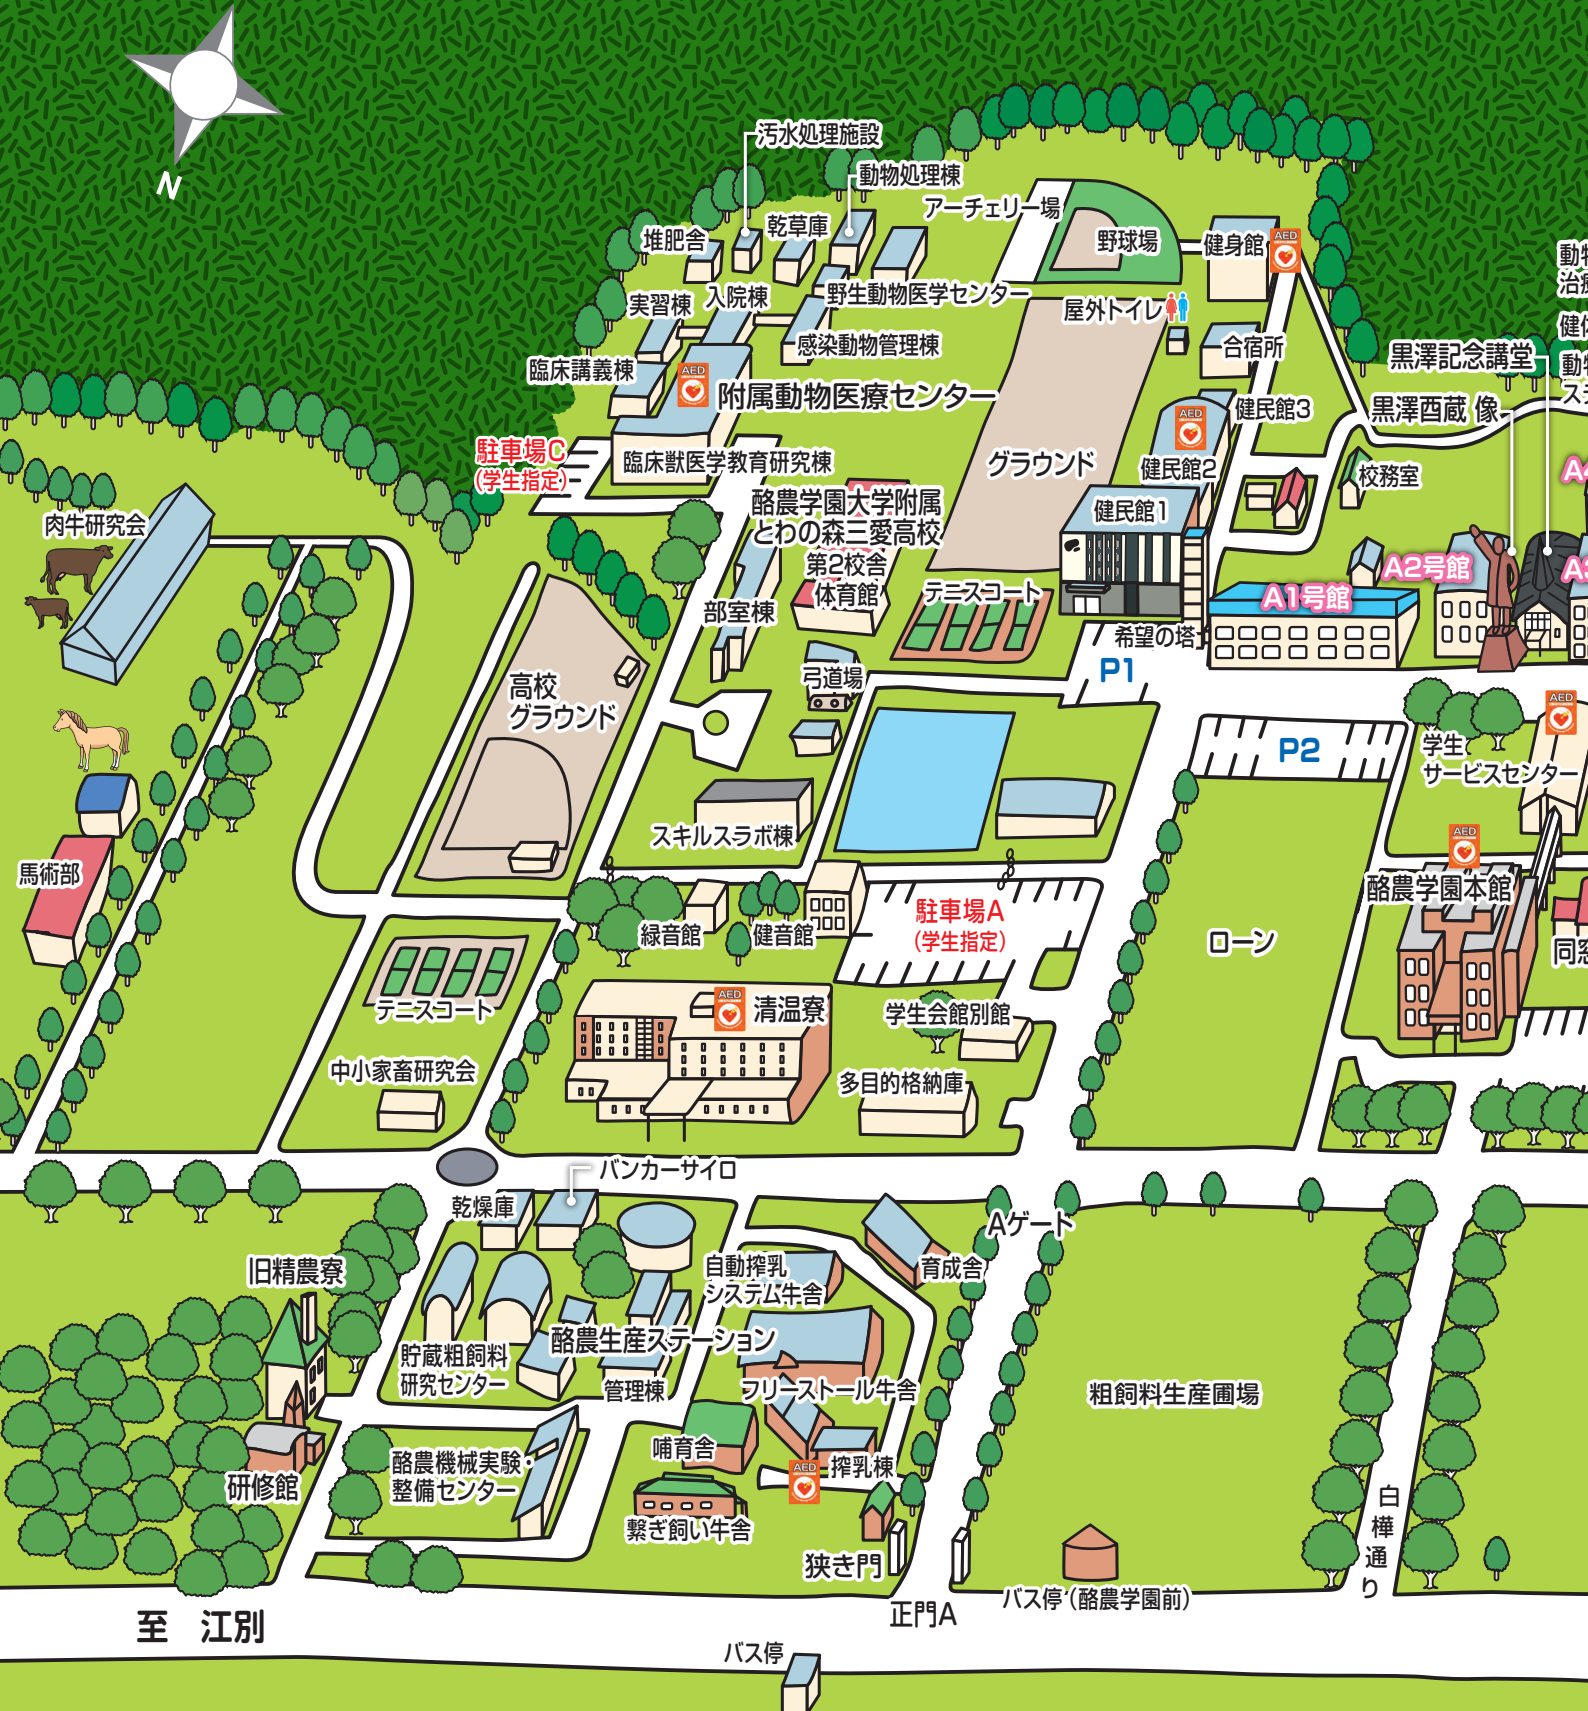 N
汚水処理施設
動物処理棟
アーチェリー場
堆肥舎
乾草庫
野球場
健身館
AED
実習棟
入院棟
野生動物医学センター
屋外トイレ
動物
治療
健体
感染動物管理棟
合宿所
臨床講義棟
AED
附属動物医療センター
黒澤記念講堂
動物
黒澤酉蔵 像
健民館3
AED
駐車場C
(学生指定)
臨床獣医学教育研究棟
グラウンド
健民館2
校務室
A4
肉牛研究会
酪農学園大学附属
とわの森三愛高校
第2校舎
体育館
健民館1
テニスコート
A1号館
A2号館
A3
部室棟
希望の塔
P1
弓道場
高校
グラウンド
AED
P2
学生
サービスセンター
スキルスラボ棟
AED
馬術部
酪農学園本館
緑音館
健音館
駐車場A
(学生指定)
ローン
同窓
テニスコート
AED
清温寮
学生会館別館
中小家畜研究会
多目的格納庫
バンカーサイロ
乾燥庫
Aゲート
旧精農寮
自動搾乳
システム牛舎
育成舎
酪農生産ステーション
貯蔵粗飼料
研究センター
管理棟
フリーストール牛舎
粗飼料生産圃場
哺育舎
酪農機械実験・
整備センター
AED
搾乳棟
研修館
繋ぎ飼い牛舎
狭き門
白樺通り
バス停(酪農学園前)
正門A
至 江別
バス停